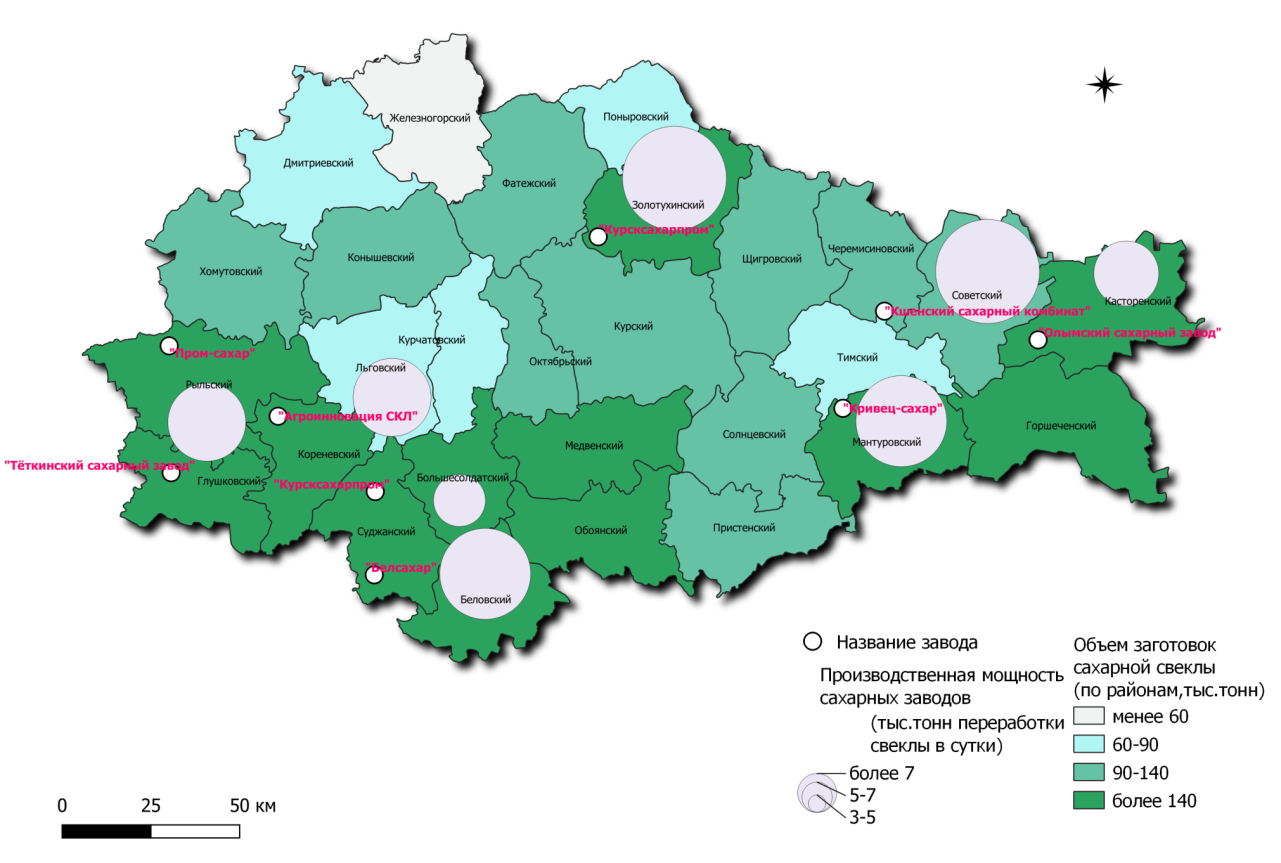 Железногорский
Поныровский
Дмитриевский
Фатежский
Золотухинский
"Курсксахарпром"
Черемисиновский
Конышевский
Щигровский
Хомутовский
Советский
Касторенский
"Кшенский сахарный комбинат"
Курский
"Олымский сахарный завод"
Курчатовский
"Пром-сахар"
Тимский
Октябрьский
Льговский
Рыльский
"Кривец-сахар"
"Агроинновация СКЛ"
Горшеченский
Солнцевский
Мантуровский
Медвенский
Кореневский
"Тёткинский сахарный завод"
Большесолдатский
Глушковский
"Курсксахарпром"
Пристенский
Обоянский
Суджанский
"Белсахар"
Беловский
Название завода
Производственная мощность
сахарных заводов
(тыс.тонн переработки
свеклы в сутки)
более 7
5-7
3-5
Объем заготовок
сахарной свеклы
(по районам,тыс.тонн)
менее 60
60-90
90-140
более 140
0 25 50 км